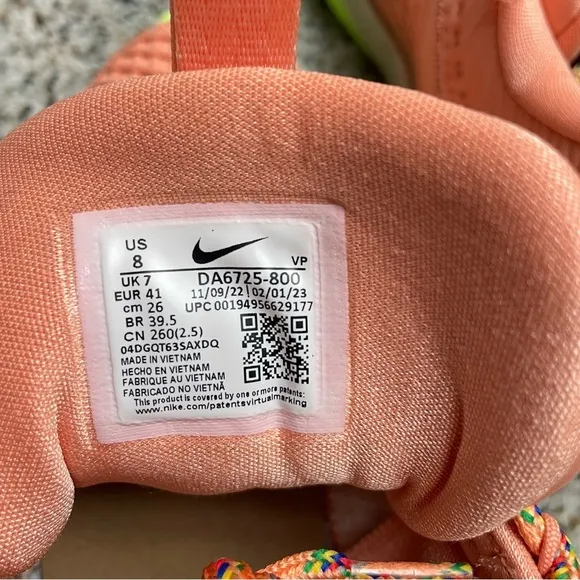 US
8
VP
UK 7
DA6725-800
EUR 41
11/09/22 02/01/23
cm 26
UPC 00194956629177
BR 39.5
CN 260(2.5)
04DGQT63SAXDQ
MADE IN VIETNAM
HECHO EN VIETNAM
FABRIQUE AU VIETNAM
FABRICADO NO VIETNÃ
This product is covered by one or more patents
www.nike.com/patentsvirtualmarking